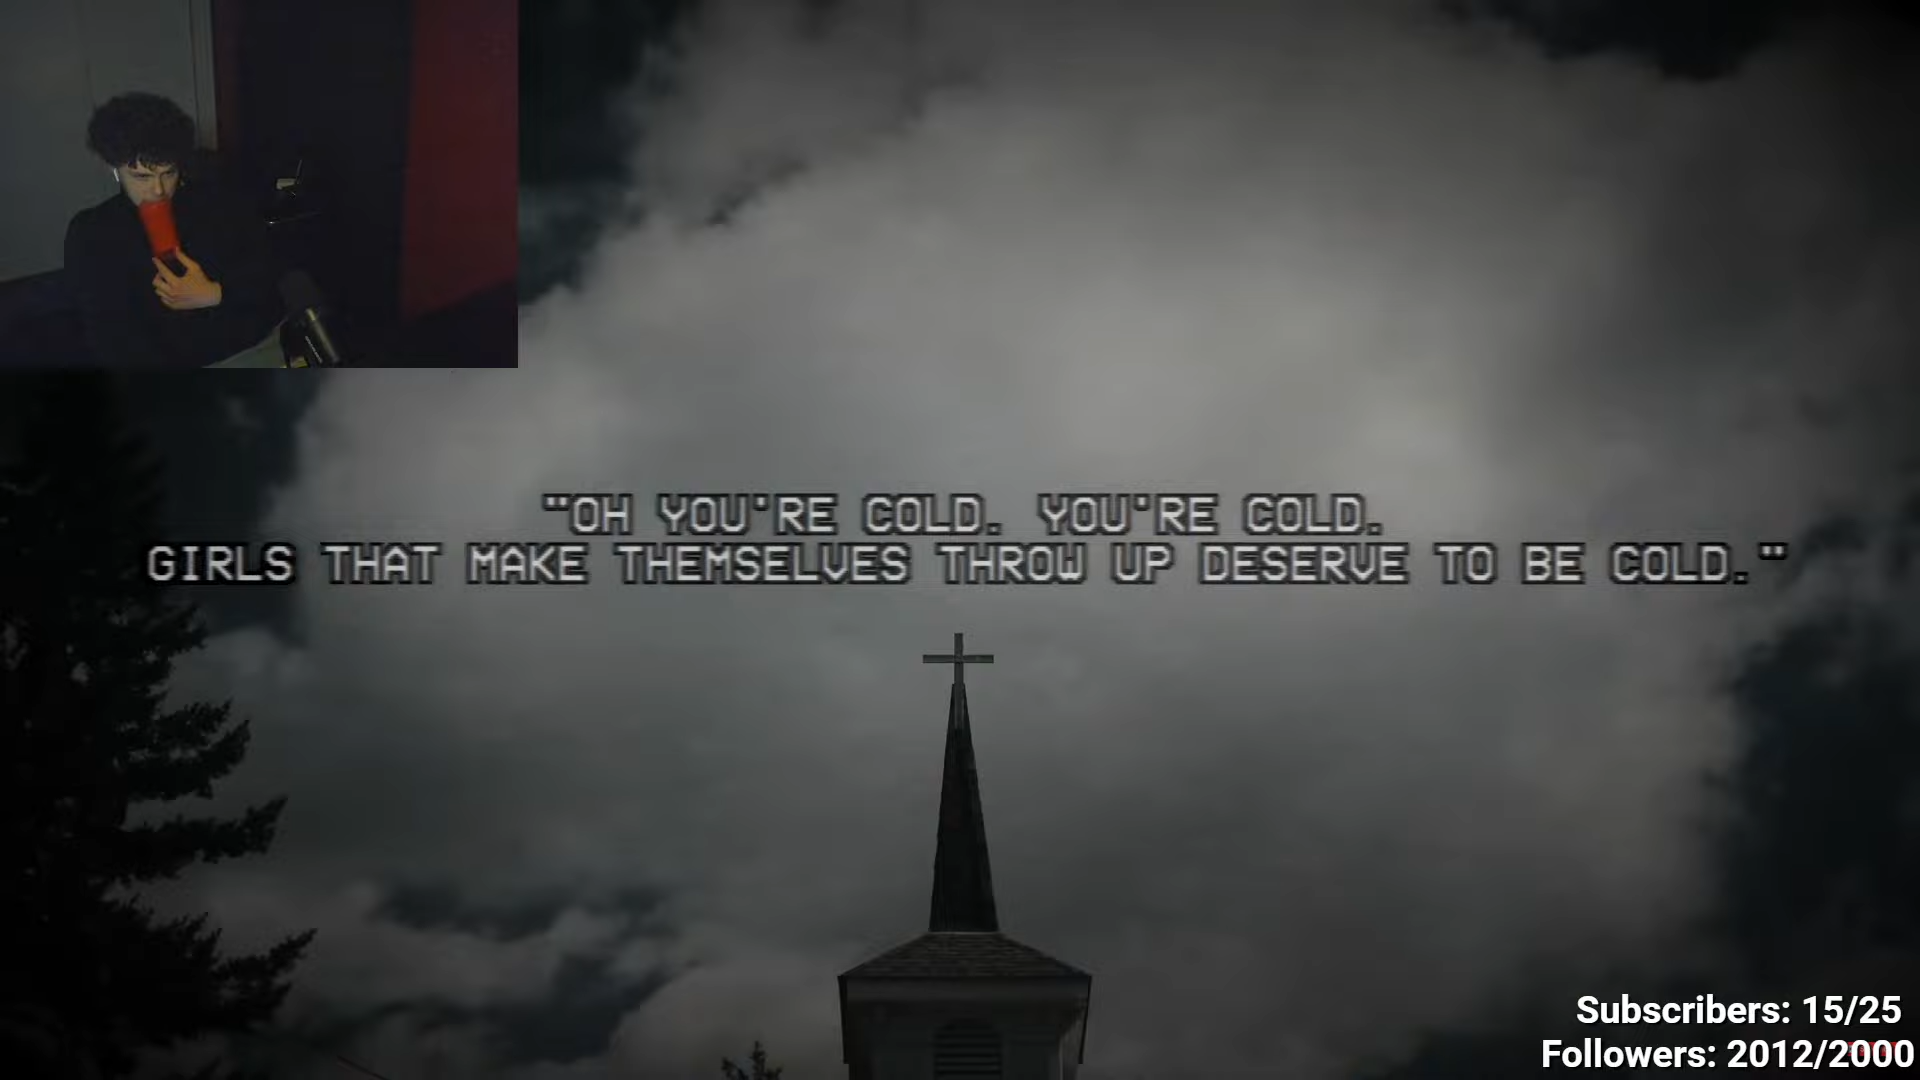 "OH YOU'RE COLD. YOU'RE COLD.
GIRLS THAT MAKE THEMSELVES THROW UP DESERVE TO BE COLD."
Subscribers: 15/25
Followers: 2012/2000